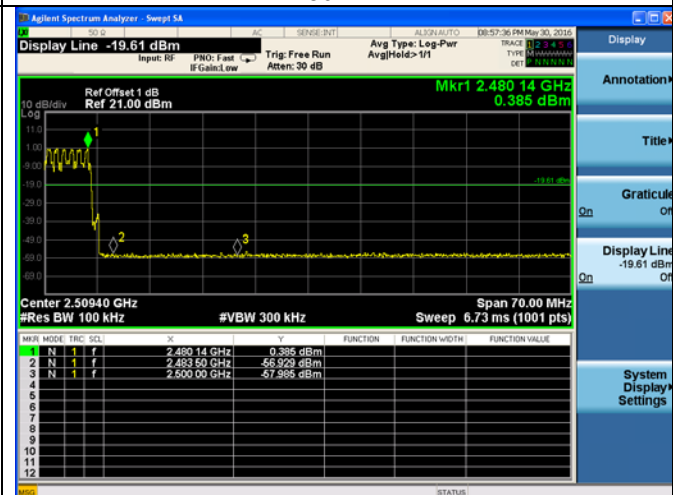 Agilent Spectrum Analyzer - Swept SA
50 Ω AC SENSE:INT ALIGN AUTO 08:57:36 PM May 30, 2016
Display Line -19.61 dBm
Input: RF PNO: Fast IFGain:Low
Trig: Free Run
Atten: 30 dB
Avg Type: Log-Pwr
Avg|Hold:> 1/1
TRACE 1 2 3 4 5 6
TYPE
DET P N N N N N
Display
Ref Offset 1 dB
Ref 21.00 dBm
10 dB/div
Log
Mkr1 2.480 14 GHz
0.385 dBm
11.0
1.00
-9.00
-19.0
-29.0
-39.0
-49.0
-59.0
-69.0
1
2
3
-19.61 dBm
Center 2.50940 GHz Span 70.00 MHz
#Res BW 100 kHz #VBW 300 kHz Sweep 6.73 ms (1001 pts)
MKR MODE TRC SCL X Y FUNCTION FUNCTION WIDTH FUNCTION VALUE
1 N 1 f 2.480 14 GHz 0.385 dBm
2 N 1 f 2.483 50 GHz -56.929 dBm
3 N 1 f 2.500 00 GHz -57.985 dBm
4
5
6
7
8
9
10
11
12
MSG STATUS
Annotation
Title
Graticule
On Off
Display Line
-19.61 dBm
On Off
System
Display
Settings